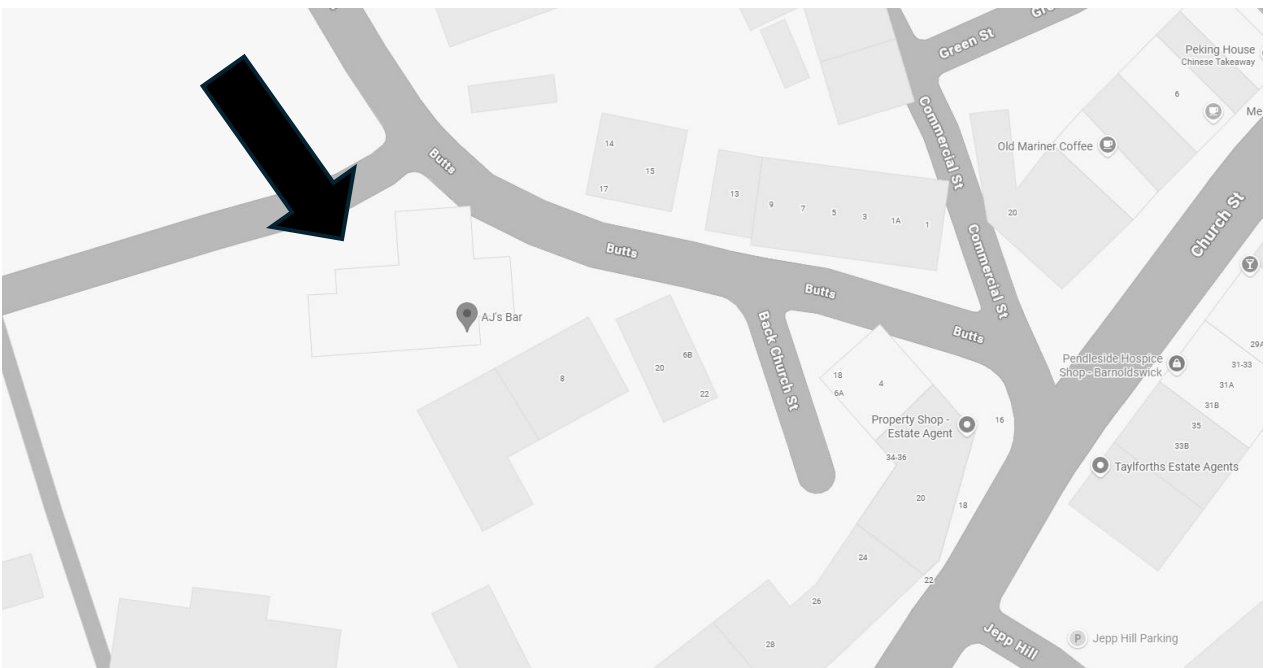 Green St
Peking House
Chinese Takeaway
6
Me
Commercial St
Old Mariner Coffee
14
15
17
Butts
13
9
7
5
3
1A
1
20
Church St
Butts
Commercial St
Butts
Butts
AJ's Bar
Back Church St
6B
20
22
8
18
6A
4
Pendleside Hospice
Shop - Barnoldswick
29A
31-33
31A
31B
35
33B
Property Shop -
Estate Agent
16
34-36
Taylforths Estate Agents
20
18
24
22
26
28
Jepp Hill
P
Jepp Hill Parking